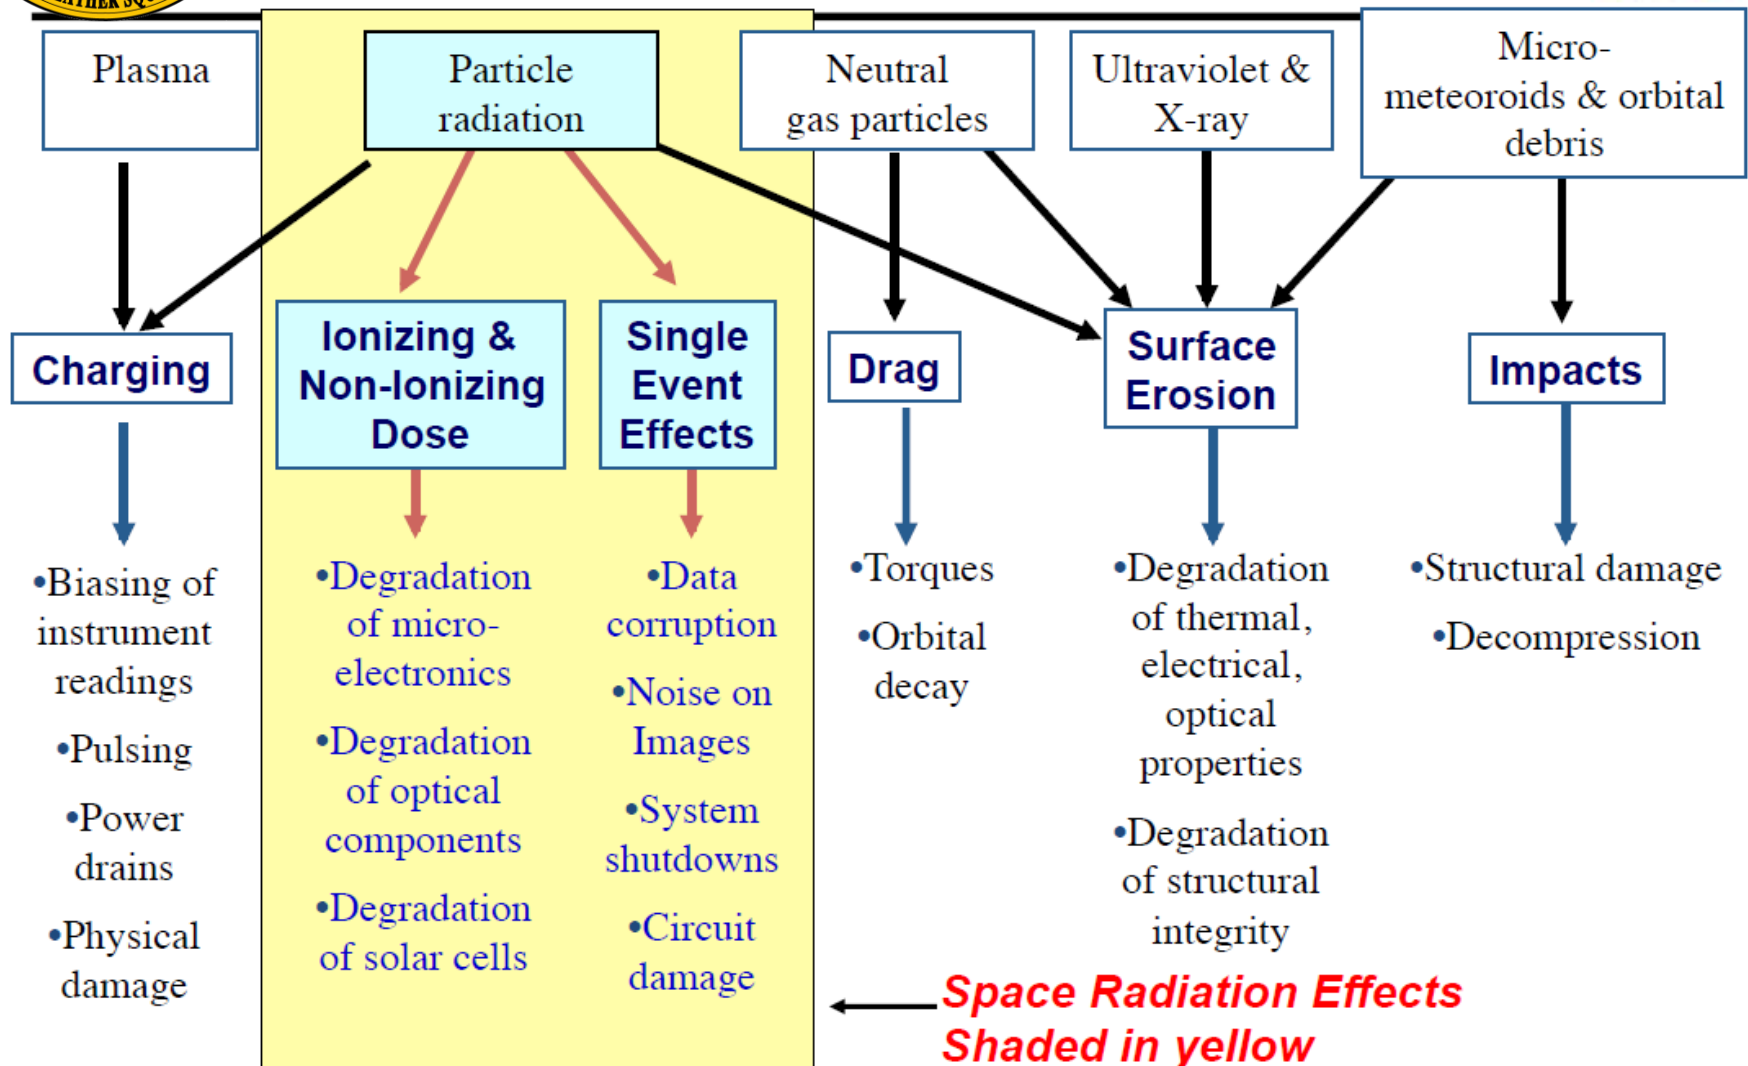 WEATHER SQU
Plasma
Particle
radiation
Neutral
gas particles
Ultraviolet &
X-ray
Micro-
meteoroids & orbital
debris
Charging
Ionizing &
Non-Ionizing
Dose
Single
Event
Effects
Drag
Surface
Erosion
Impacts
•Biasing of
instrument
readings
•Pulsing
•Power
drains
•Physical
damage
•Degradation
of micro-
electronics
•Degradation
of optical
components
•Degradation
of solar cells
•Data
corruption
•Noise on
Images
•System
shutdowns
•Circuit
damage
•Torques
•Orbital
decay
•Degradation
of thermal,
electrical,
optical
properties
•Degradation
of structural
integrity
•Structural damage
•Decompression
Space Radiation Effects
Shaded in yellow